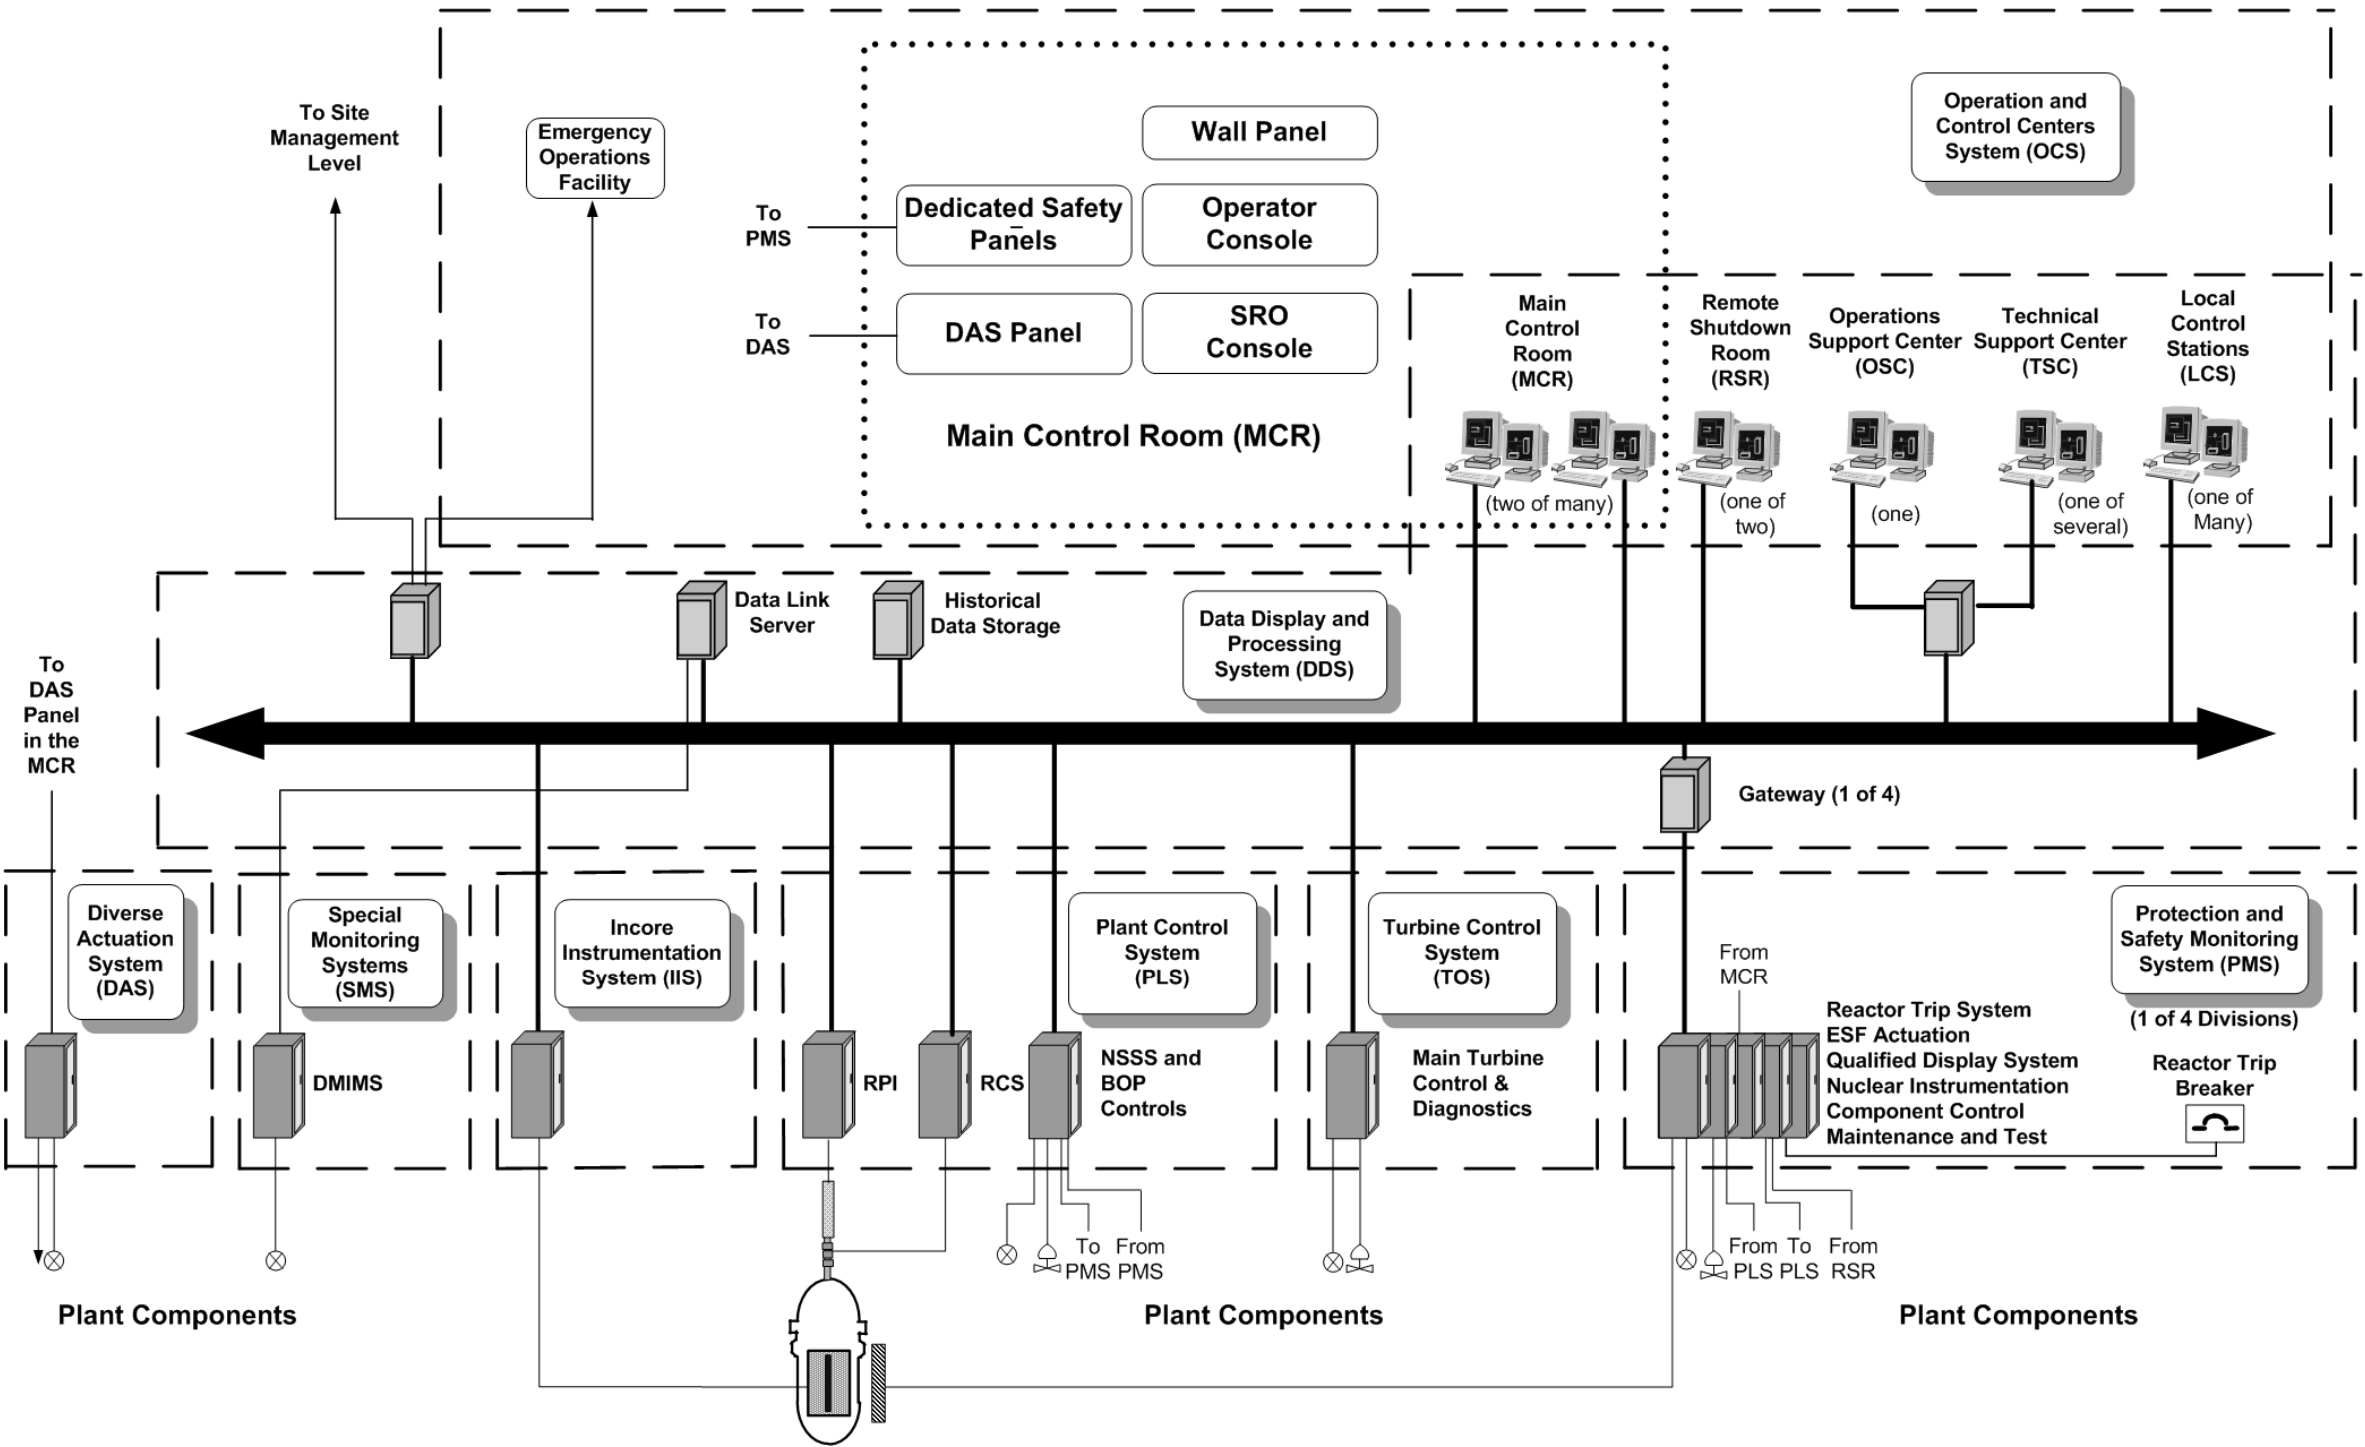 To Site
Management
Level
Emergency
Operations
Facility
Wall Panel
Operation and
Control Centers
System (OCS)
To
PMS
Dedicated Safety
Panels
Operator
Console
To
DAS
DAS Panel
SRO
Console
Main Control Room (MCR)
Main
Control
Room
(MCR)
Remote
Shutdown
Room
(RSR)
Operations
Support Center
(OSC)
Technical
Support Center
(TSC)
Local
Control
Stations
(LCS)
(two of many)
(one of
two)
(one)
(one of
several)
(one of
Many)
Data Link
Server
Historical
Data Storage
Data Display and
Processing
System (DDS)
To
DAS
Panel
in the
MCR
Gateway (1 of 4)
Diverse
Actuation
System
(DAS)
Special
Monitoring
Systems
(SMS)
Incore
Instrumentation
System (IIS)
Plant Control
System
(PLS)
Turbine Control
System
(TOS)
Protection and
Safety Monitoring
System (PMS)
(1 of 4 Divisions)
From
MCR
DMIMS
RPI
RCS
NSSS and
BOP
Controls
Main Turbine
Control &
Diagnostics
Reactor Trip System
ESF Actuation
Qualified Display System
Nuclear Instrumentation
Component Control
Maintenance and Test
Reactor Trip
Breaker
To
PMS
From
PMS
From
PLS
To
PLS
From
RSR
Plant Components
Plant Components
Plant Components